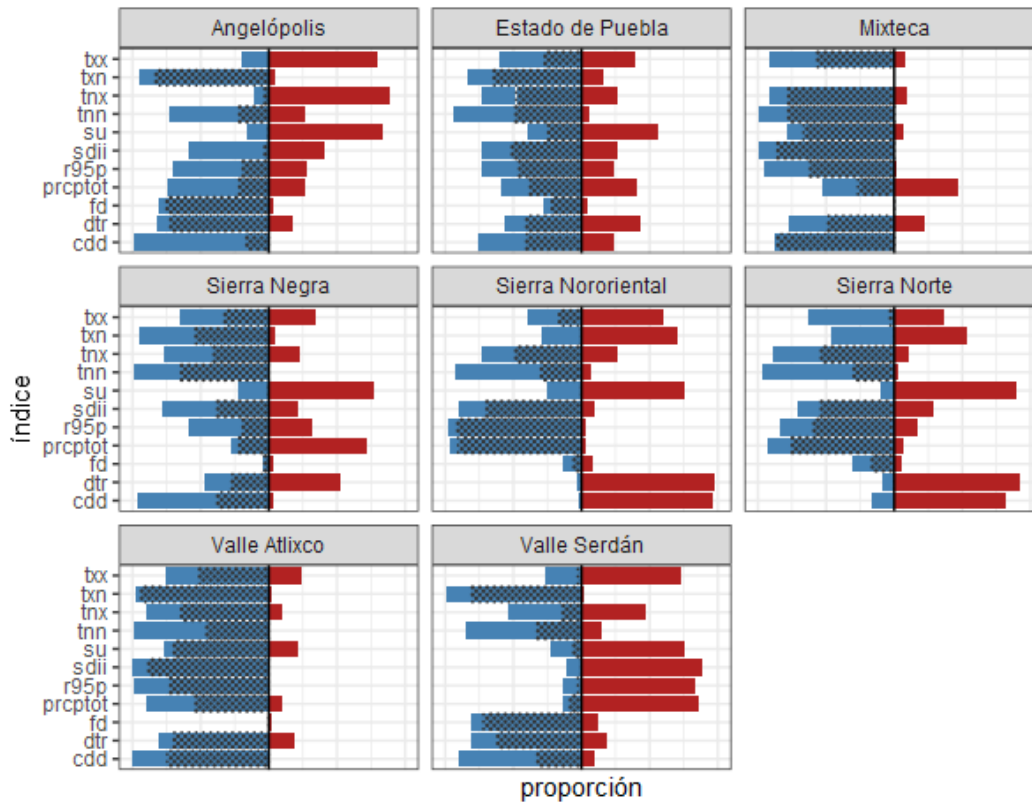 Angelópolis Estado de Puebla Mixteca
txx
txn
tnx
tnn
su
sdii
r95p
prcptot
fd
dtr
cdd
Sierra Negra Sierra Nororiental Sierra Norte
txx
txn
tnx
tnn
su
sdii
r95p
prcptot
fd
dtr
cdd
índice
Valle Atlixco Valle Serdán
txx
txn
tnx
tnn
su
sdii
r95p
prcptot
fd
dtr
cdd
proporción